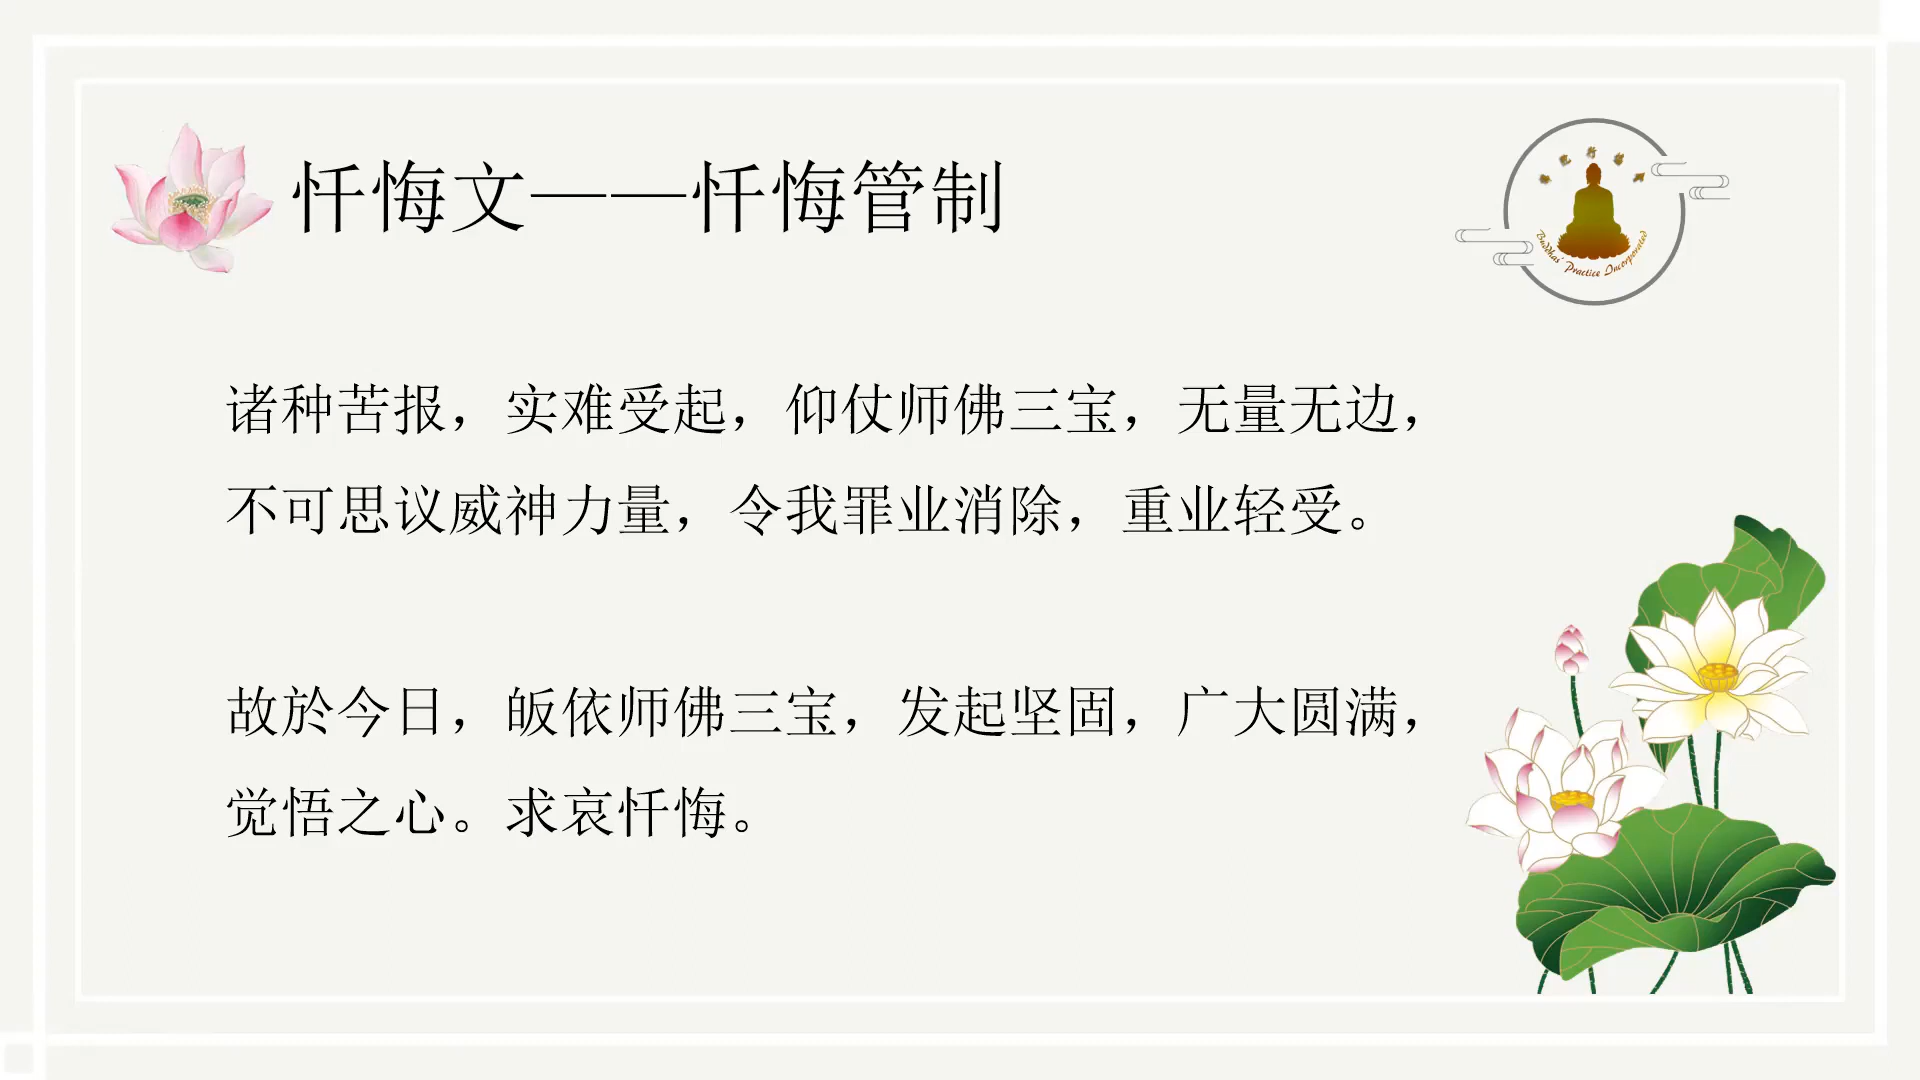 忏悔文——忏悔管制
Buddhas' Practice Incorporated
诸种苦报，实难受起，仰仗师佛三宝，无量无边，
不可思议威神力量，令我罪业消除，重业轻受。
故於今日，皈依师佛三宝，发起坚固，广大圆满，
觉悟之心。求哀忏悔。